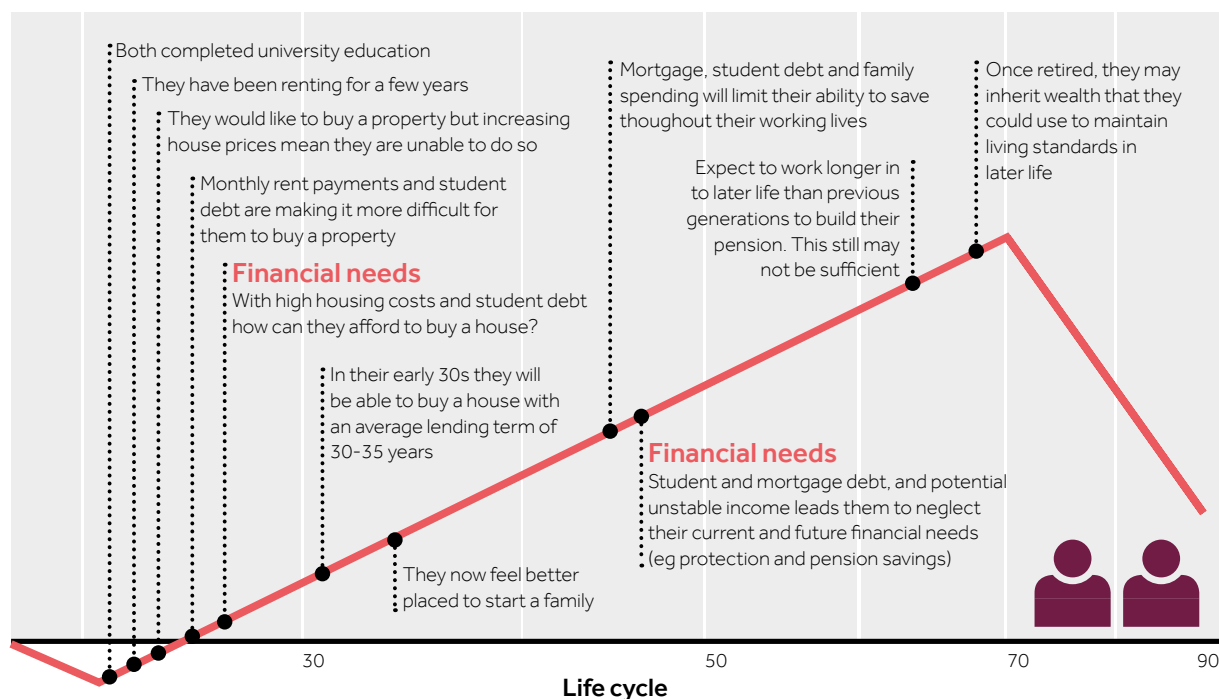 Both completed university education
They have been renting for a few years
They would like to buy a property but increasing
house prices mean they are unable to do so
Monthly rent payments and student
debt are making it more difficult for
them to buy a property
Financial needs
With high housing costs and student debt
how can they afford to buy a house?
In their early 30s they will
be able to buy a house with
an average lending term of
30-35 years
They now feel better
placed to start a family
Mortgage, student debt and family
spending will limit their ability to save
thoughout their working lives
Financial needs
Student and mortgage debt, and potential
unstable income leads them to neglect
their current and future financial needs
(eg protection and pension savings)
Expect to work longer in
to later life than previous
generations to build their
pension. This still may
not be sufficient
Once retired, they may
inherit wealth that they
could use to maintain
living standards in
later life
30
50
70
90
Life cycle